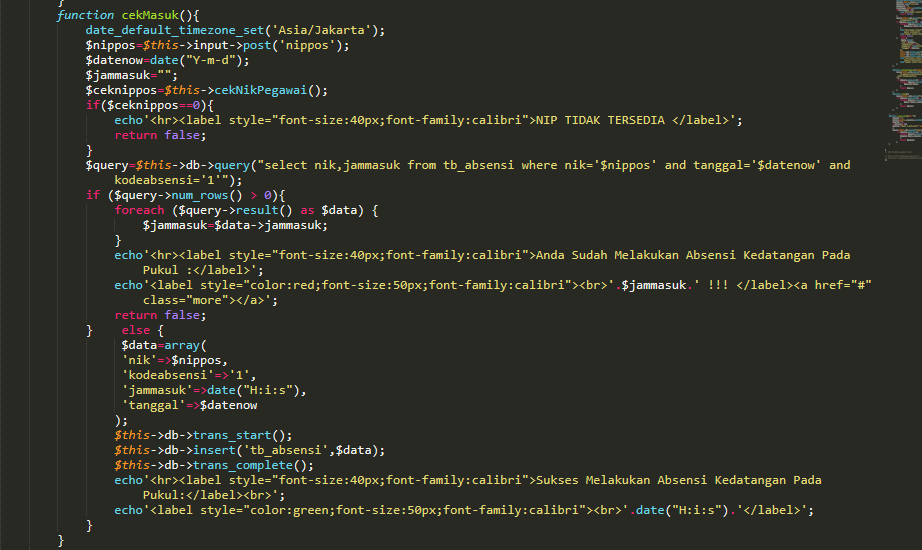 }
function cekMasuk(){
date_default_timezone_set('Asia/Jakarta');
$nippos=$this->input->post('nippos');
$datenow=date("Y-m-d");
$jammasuk="";
$ceknippos=$this->cekNikPegawai();
if($ceknippos==0){
echo'<hr><label style="font-size:40px;font-family:calibri">NIP TIDAK TERSEDIA </label>';
return false;
}
$query=$this->db->query("select nik,jammasuk from tb_absensi where nik='$nippos' and tanggal='$datenow' and
kodeabsensi='1'");
if ($query->num_rows() > 0){
foreach ($query->result() as $data) {
$jammasuk=$data->jammasuk;
}
echo'<hr><label style="font-size:40px;font-family:calibri">Anda Sudah Melakukan Absensi Kedatangan Pada
Pukul :</label>';
echo'<label style="color:red;font-size:50px;font-family:calibri"><br>'.$jammasuk.' !!! </label><a href="#"
class="more"></a>';
return false;
} else {
$data=array(
'nik'=>$nippos,
'kodeabsensi'=>'1',
'jammasuk'=>date("H:i:s"),
'tanggal'=>$datenow
);
$this->db->trans_start();
$this->db->insert('tb_absensi',$data);
$this->db->trans_complete();
echo'<hr><label style="font-size:40px;font-family:calibri">Sukses Melakukan Absensi Kedatangan Pada
Pukul:</label><br>';
echo'<label style="color:green;font-size:50px;font-family:calibri"><br>'.date("H:i:s").'</label>';
}
}